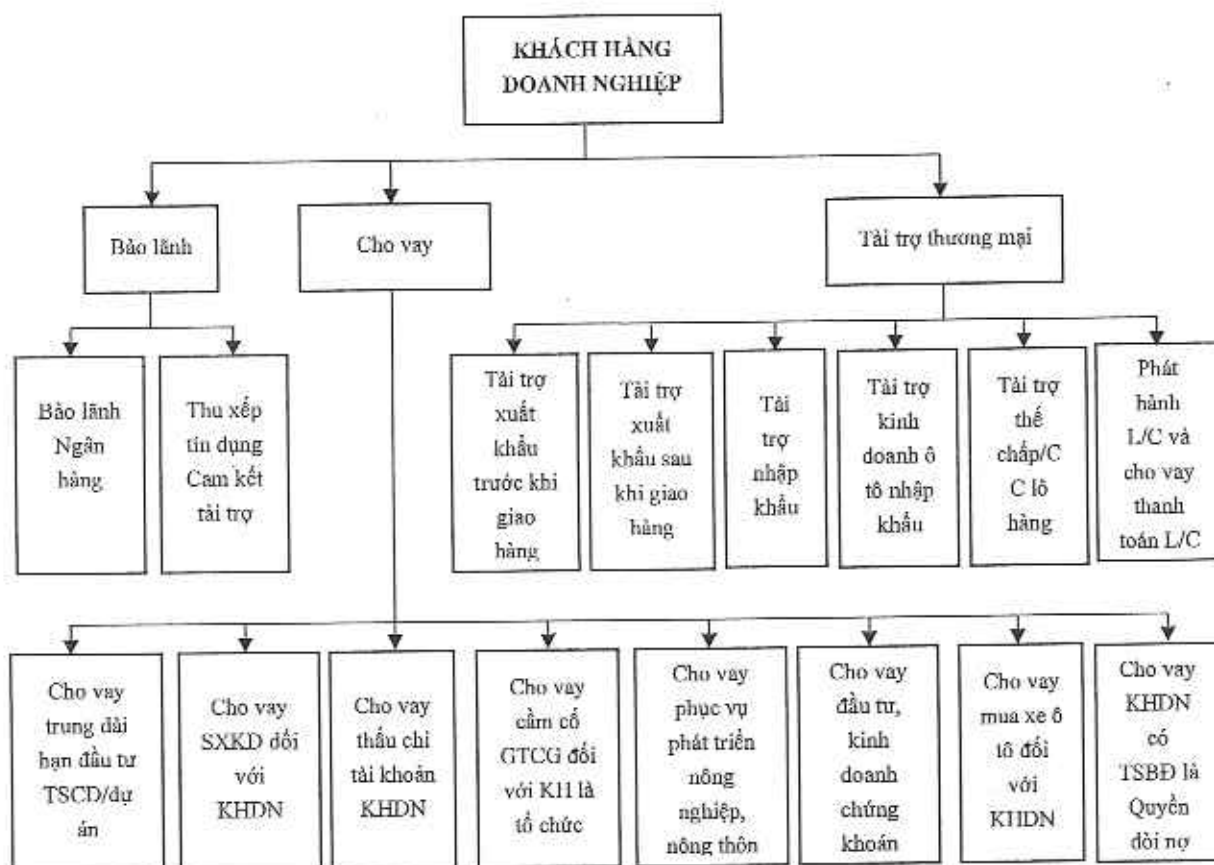 KHÁCH HÀNG
DOANH NGHIỆP
Bảo lãnh
Cho vay
Tài trợ thương mại
Bảo lãnh
Ngân
hàng
Thu xếp
tín dụng
Cam kết
tài trợ
Tài trợ
xuất
khẩu
trước khi
giao
hàng
Tài trợ
xuất
khẩu sau
khi giao
hàng
Tài
trợ
nhập
khẩu
Tài trợ
kinh
doanh ô
tô nhập
khẩu
Tài trợ
thế
chấp/C
C lô
hàng
Phát
hành
L/C và
cho vay
thanh
toán L/C
Cho vay
trung dài
hạn đầu tư
TSCD/dự
án
Cho vay
SXKD đối
với
KHDN
Cho vay
thấu chi
tài khoản
KHDN
Cho vay
cầm cố
GTCG đối
với KH là
tổ chức
Cho vay
phục vụ
phát triển
nông
nghiệp,
nông thôn
Cho vay
đầu tư,
kinh
doanh
chứng
khoán
Cho vay
mua xe ô
tô đối
với
KHDN
Cho vay
KHDN
có
TSBĐ là
Quyền
đòi nợ